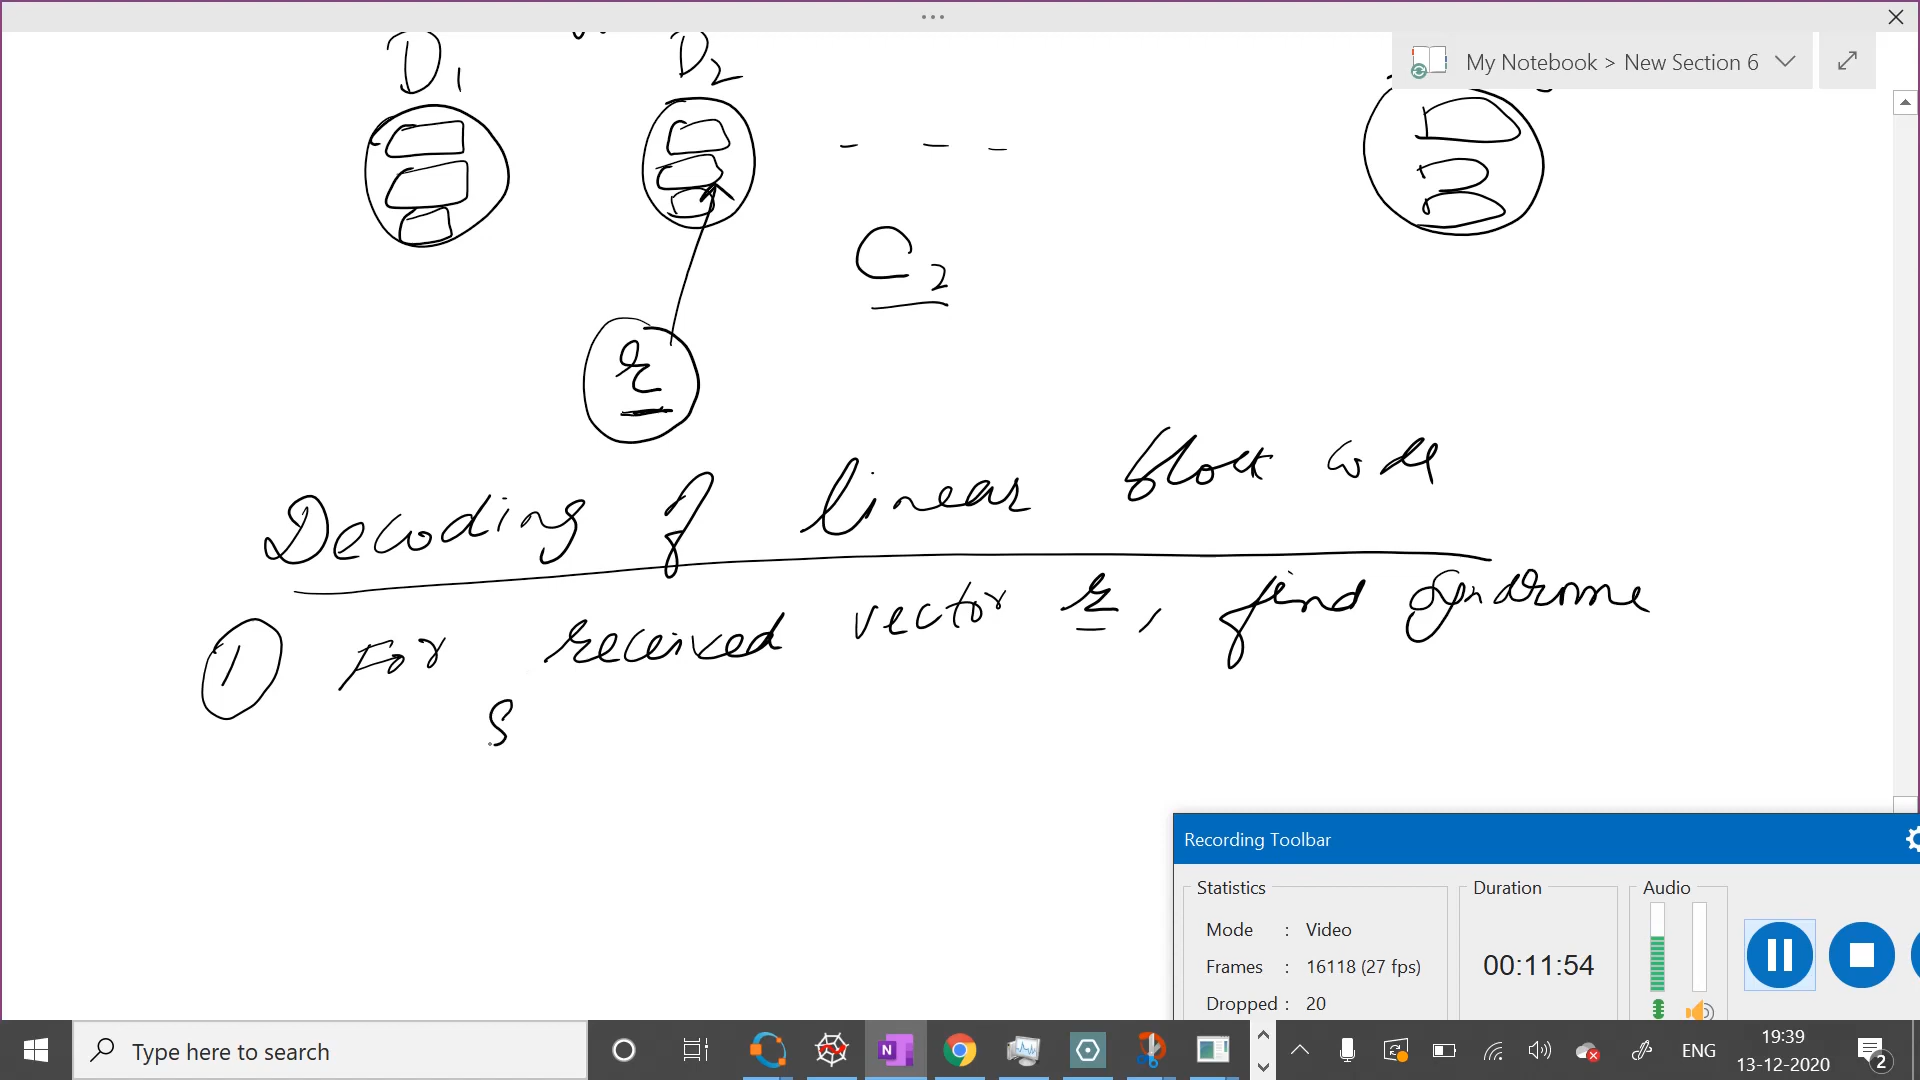 My Notebook > New Section 6
D1 D2
C2
r
Decoding of linear block code
① For received vector r, find syndrome
S
Recording Toolbar
Statistics
Duration
Audio
Mode : Video
Frames : 16118 (27 fps)
00:11:54
Dropped : 20
Type here to search
ENG
19:39
13-12-2020
2